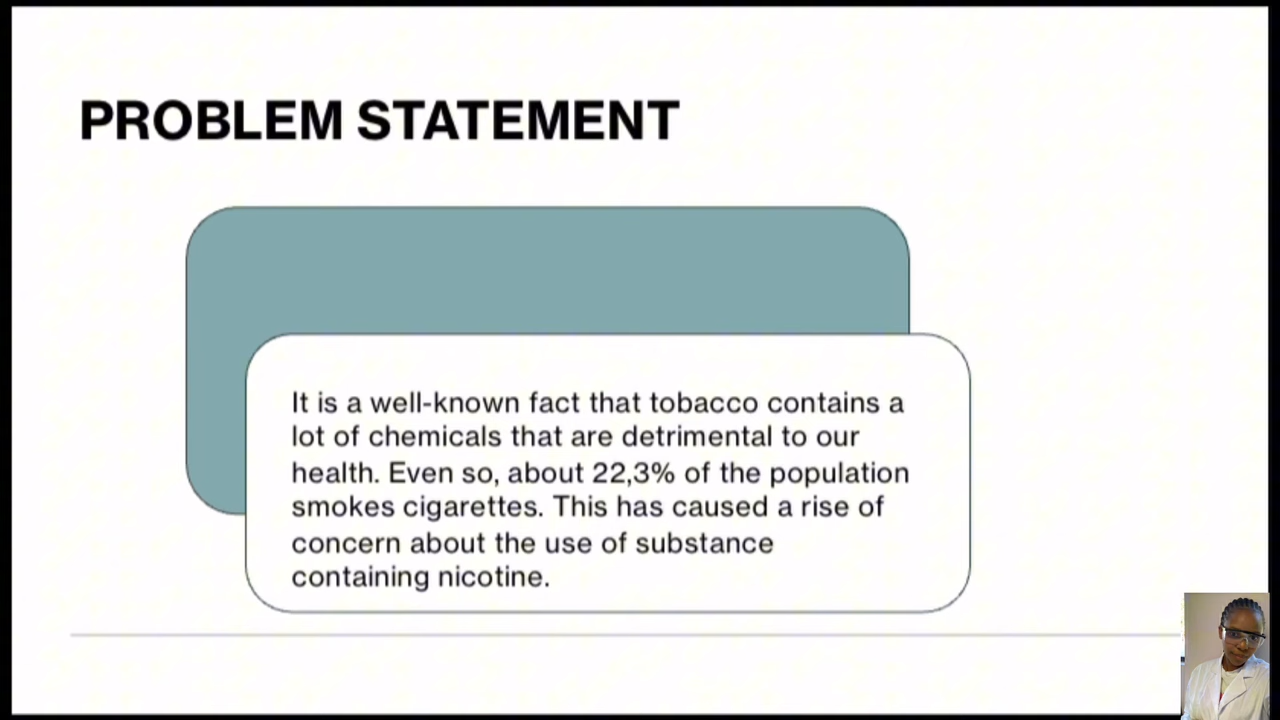 PROBLEM STATEMENT
It is a well-known fact that tobacco contains a
lot of chemicals that are detrimental to our
health. Even so, about 22,3% of the population
smokes cigarettes. This has caused a rise of
concern about the use of substance
containing nicotine.